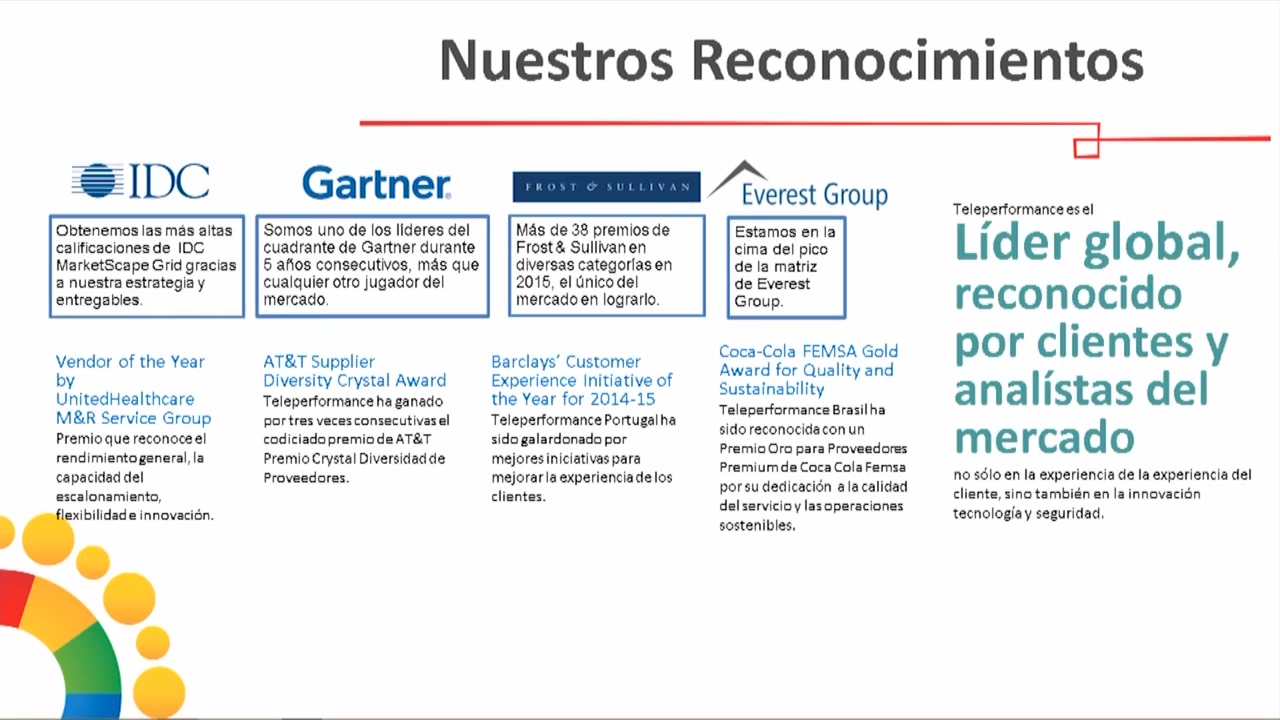 Nuestros Reconocimientos
IDC
Obtenemos las más altas
calificaciones de IDC
MarketScape Grid gracias
a nuestra estrategia y
entregables.
Gartner®
Somos uno de los líderes del
cuadrante de Gartner durante
5 años consecutivos, más que
cualquier otro jugador del
mercado.
FROST & SULLIVAN
Más de 38 premios de
Frost & Sullivan en
diversas categorías en
2015, el único del
mercado en lograrlo.
Everest Group
Estamos en la
cima del pico
de la matriz
de Everest
Group.
Vendor of the Year
by
UnitedHealthcare
M&R Service Group
Premio que reconoce el
rendimiento general, la
capacidad del
escalonamiento,
flexibilidad e innovación.
AT&T Supplier
Diversity Crystal Award
Teleperformance ha ganado
por tres veces consecutivas el
codiciado premio de AT&T
Premio Crystal Diversidad de
Proveedores.
Barclays’ Customer
Experience Initiative of
the Year for 2014-15
Teleperformance Portugal ha
sido galardonado por
mejores iniciativas para
mejorar la experiencia de los
clientes.
Coca-Cola FEMSA Gold
Award for Quality and
Sustainability
Teleperformance Brasil ha
sido reconocida con un
Premio Oro para Proveedores
Premium de Coca Cola Femsa
por su dedicación a la calidad
del servicio y las operaciones
sostenibles.
Teleperformance es el
Líder global,
reconocido
por clientes y
analístas del
mercado
no sólo en la experiencia de la experiencia del
cliente, sino también en la innovación
tecnología y seguridad.